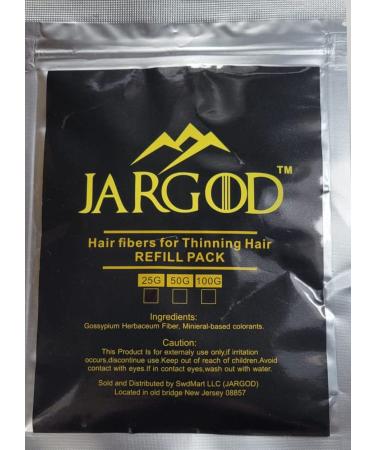 JARGOD™
Hair fibers for Thinning Hair
REFILL PACK
25G 50G 100G
Ingredients:
Gossypium Herbaceum Fiber, Minieral-based colorants.
Caution:
This Product Is for externaly use only,if irritation
occurs,discontinue use.Keep out of reach of children.Avoid
contact with eyes.If in contact eyes,wash out with water.
Sold and Distributed by SwdMart LLC (JARGOD)
Located in old bridge New Jersey 08857